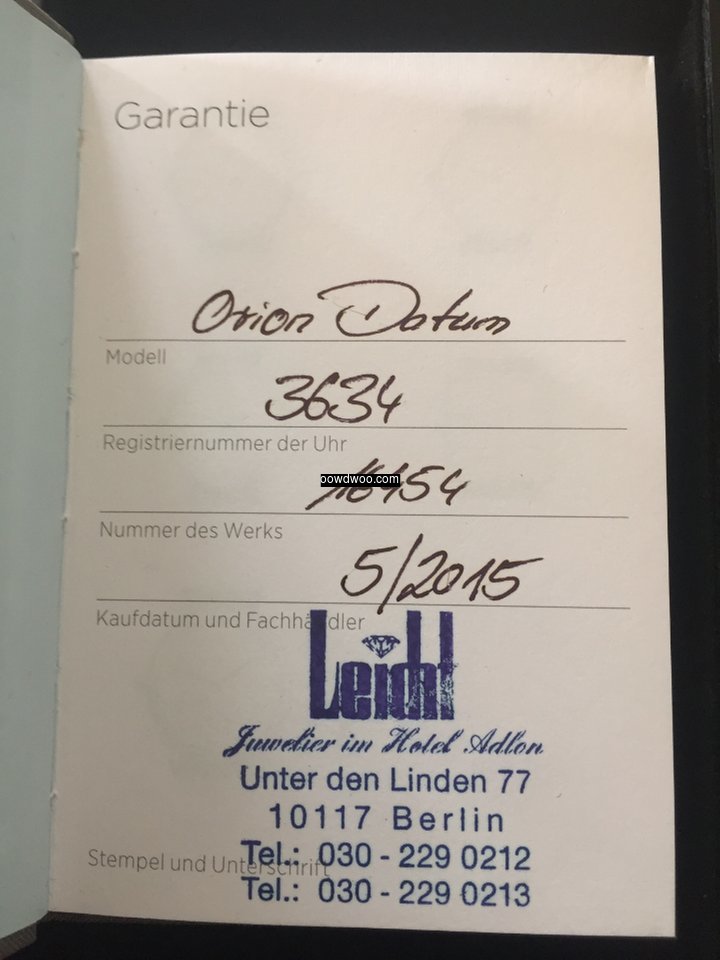 Garantie
Orion Datum
Modell
3634
Registriernummer der Uhr
oowdwoo.com
Nummer des Werks
5/2015
Kaufdatum und Fachhändler
Leicht
Juwelier im Hotel Adlon
Unter den Linden 77
10117 Berlin
Tel.: 030 - 229 0212
Stempel und Unterschrift
Tel.: 030 - 229 0213